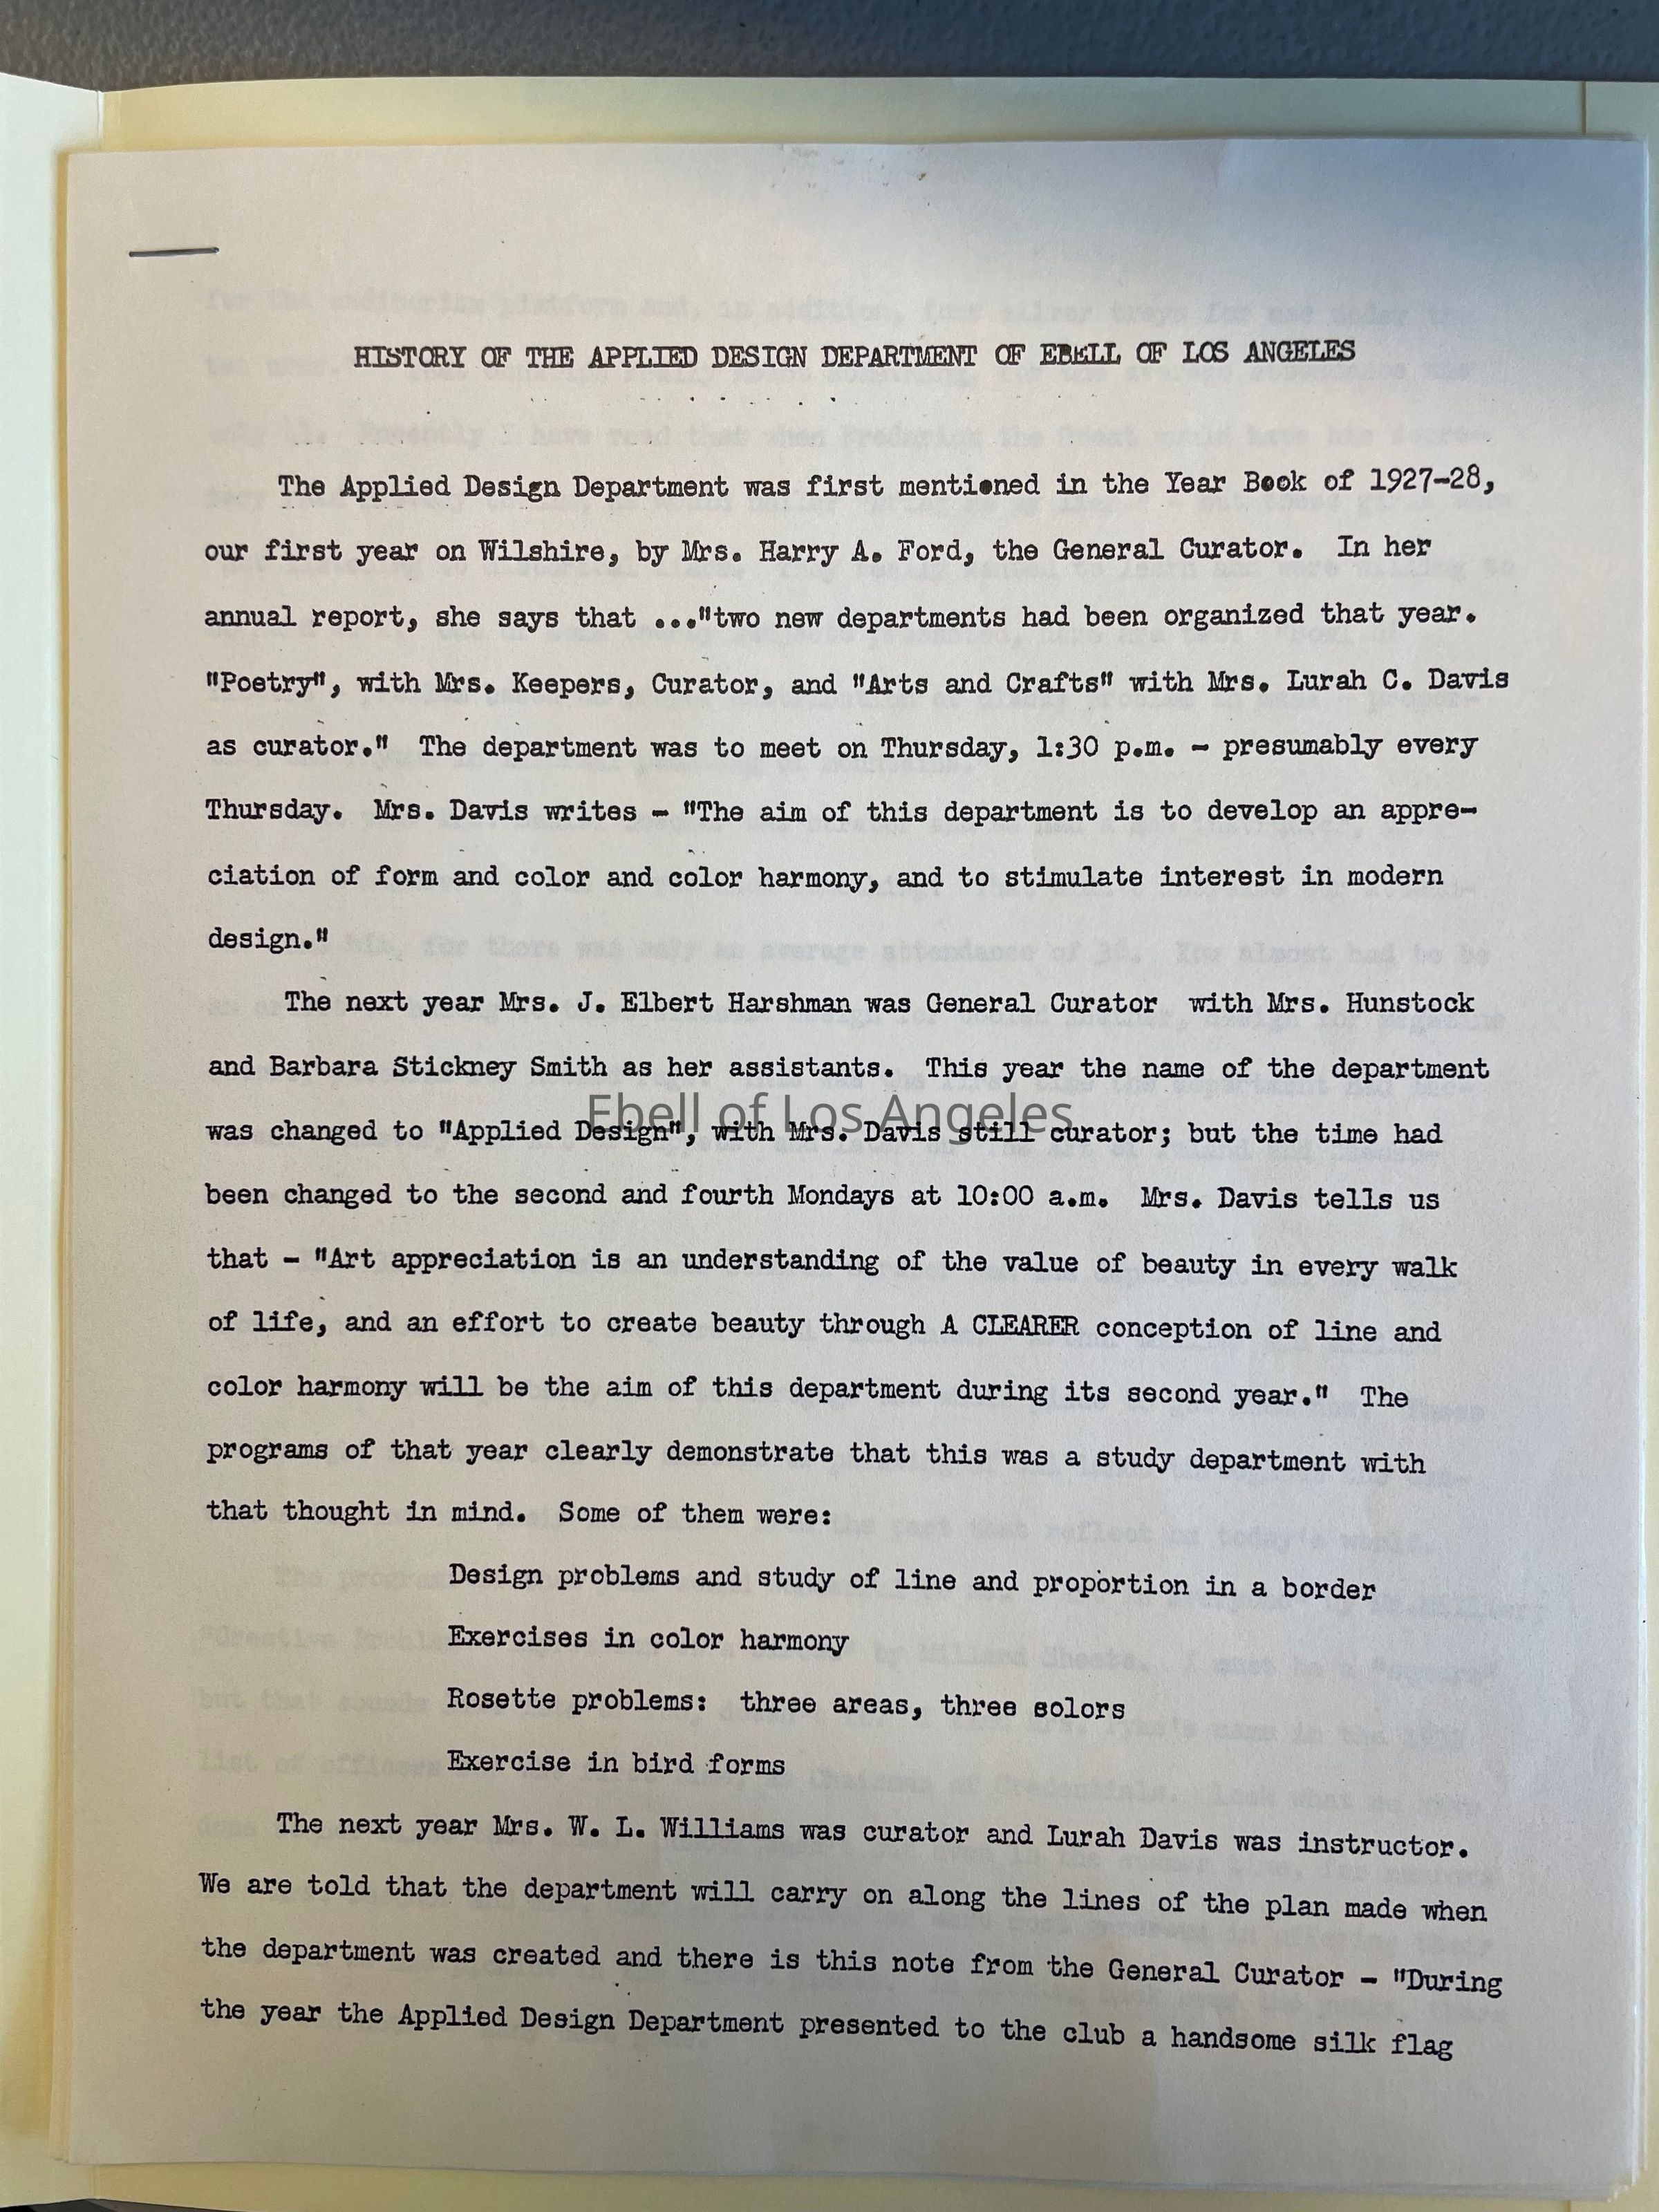 HISTORY OF THE APPLIED DESIGN DEPARTMENT OF EBELL OF LOS ANGELES
The Applied Design Department was first mentioned in the Year Book of 1927-28,
our first year on Wilshire, by Mrs. Harry A. Ford, the General Curator. In her
annual report, she says that ..."two new departments had been organized that year.
"Poetry", with Mrs. Keepers, Curator, and "Arts and Crafts" with Mrs. Lurah C. Davis
as curator." The department was to meet on Thursday, 1:30 p.m. - presumably every
Thursday. Mrs. Davis writes - "The aim of this department is to develop an appre-
ciation of form and color and color harmony, and to stimulate interest in modern
design."
The next year Mrs. J. Elbert Harshman was General Curator with Mrs. Hunstock
and Barbara Stickney Smith as her assistants. This year the name of the department
Ebell of Los Angeles
was changed to "Applied Design", with Mrs. Davis still curator; but the time had
been changed to the second and fourth Mondays at 10:00 a.m. Mrs. Davis tells us
that - "Art appreciation is an understanding of the value of beauty in every walk
of life, and an effort to create beauty through A CLEARER conception of line and
color harmony will be the aim of this department during its second year." The
programs of that year clearly demonstrate that this was a study department with
that thought in mind. Some of them were:
Design problems and study of line and proportion in a border
Exercises in color harmony
Rosette problems: three areas, three solors
Exercise in bird forms
The next year Mrs. W. L. Williams was curator and Lurah Davis was instructor.
We are told that the department will carry on along the lines of the plan made when
the department was created and there is this note from the General Curator - "During
the year the Applied Design Department presented to the club a handsome silk flag